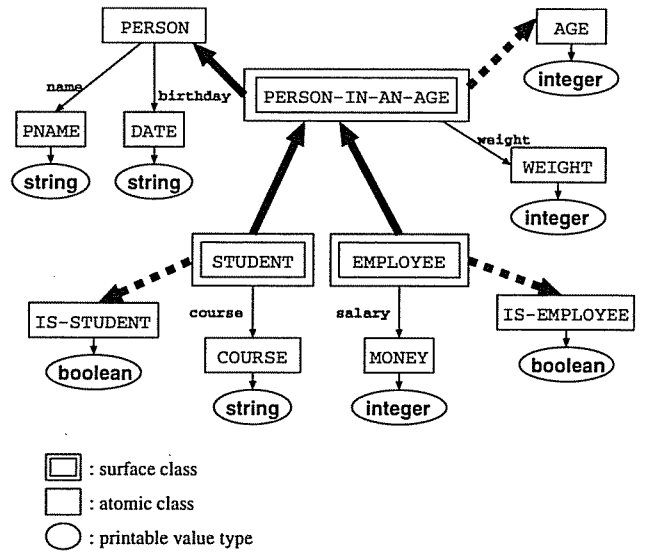 PERSON
AGE
integer
name
birthday
PERSON-IN-AN-AGE
PNAME
DATE
weight
WEIGHT
string
string
integer
STUDENT
EMPLOYEE
IS-STUDENT
course
salary
IS-EMPLOYEE
boolean
COURSE
MONEY
boolean
string
integer
: surface class
: atomic class
: printable value type